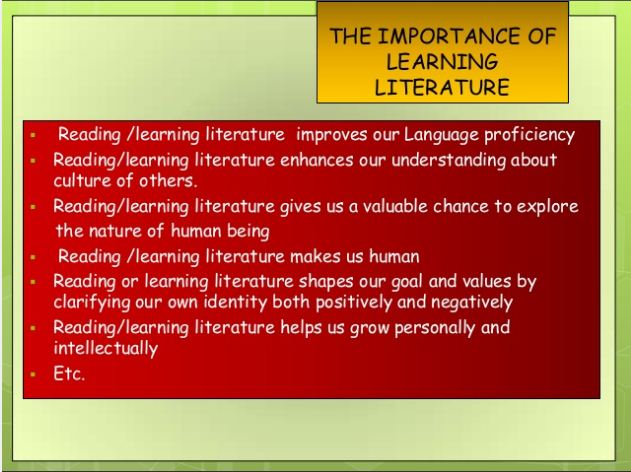 THE IMPORTANCE OF
LEARNING
LITERATURE
▪ Reading /learning literature  improves our Language proficiency
▪ Reading/learning literature enhances our understanding about
culture of others.
▪ Reading/learning literature gives us a valuable chance to explore
the nature of human being
▪ Reading /learning literature makes us human
▪ Reading or learning literature shapes our goal and values by
clarifying our own identity both positively and negatively
▪ Reading/learning literature helps us grow personally and
intellectually
▪ Etc.